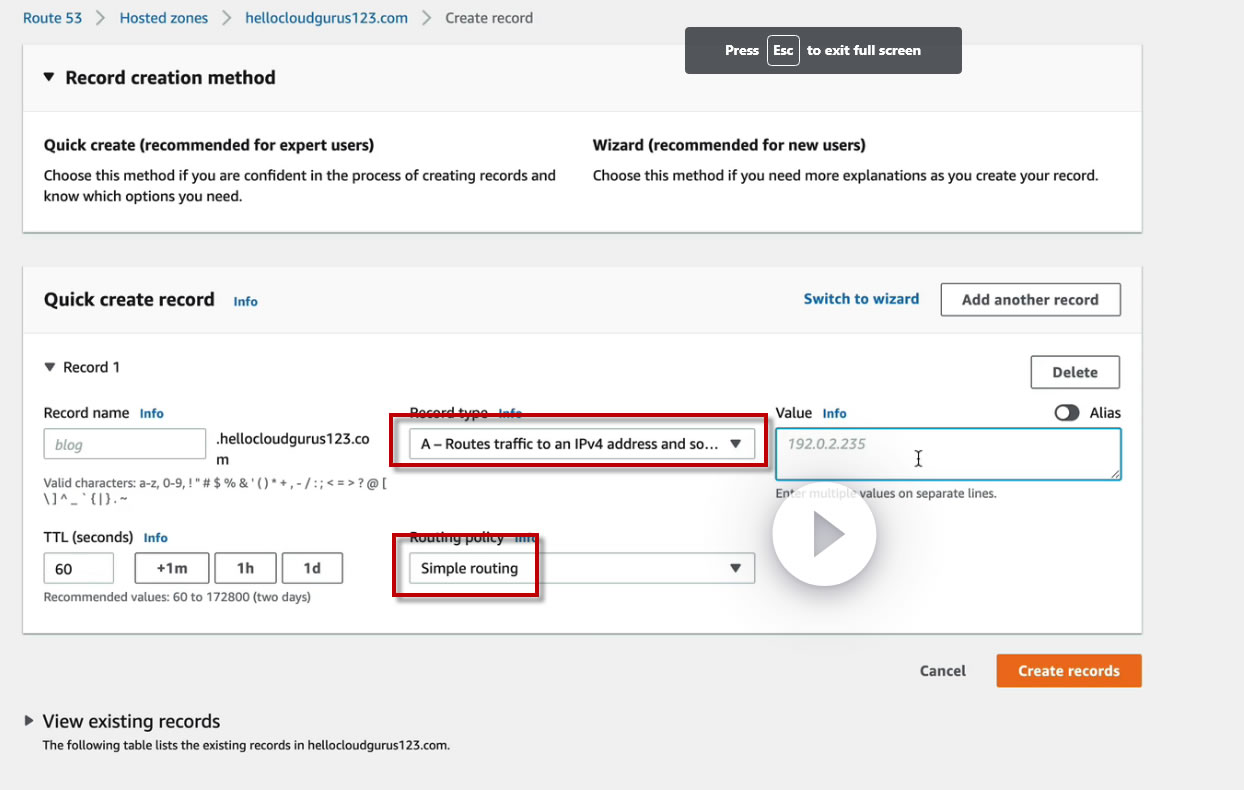 Route 53 > Hosted zones > hellocloudgurus123.com > Create record
Press Esc to exit full screen
Record creation method
Quick create (recommended for expert users)
Choose this method if you are confident in the process of creating records and
know which options you need.
Wizard (recommended for new users)
Choose this method if you need more explanations as you create your record.
Quick create record Info
Switch to wizard
Add another record
Record 1
Delete
Record name Info
blog
.hellocloudgurus123.co
m
Valid characters: a-z, 0-9, ! " # $ % & ' ( ) * + , - / : ; < = > ? @ [
\ ] ^ _ ` { | } . ~
Record type Info
A – Routes traffic to an IPv4 address and so...
Value Info
Alias
192.0.2.235
Enter multiple values on separate lines.
TTL (seconds) Info
60
+1m
1h
1d
Recommended values: 60 to 172800 (two days)
Routing policy Info
Simple routing
Cancel
Create records
View existing records
The following table lists the existing records in hellocloudgurus123.com.